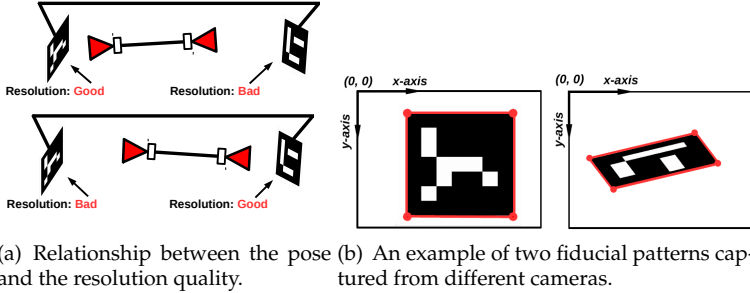 Resolution: Good
Resolution: Bad
Resolution: Bad
Resolution: Good
(0, 0) x-axis
y-axis
(0, 0) x-axis
y-axis
(a) Relationship between the pose
and the resolution quality.
(b) An example of two fiducial patterns cap-
tured from different cameras.